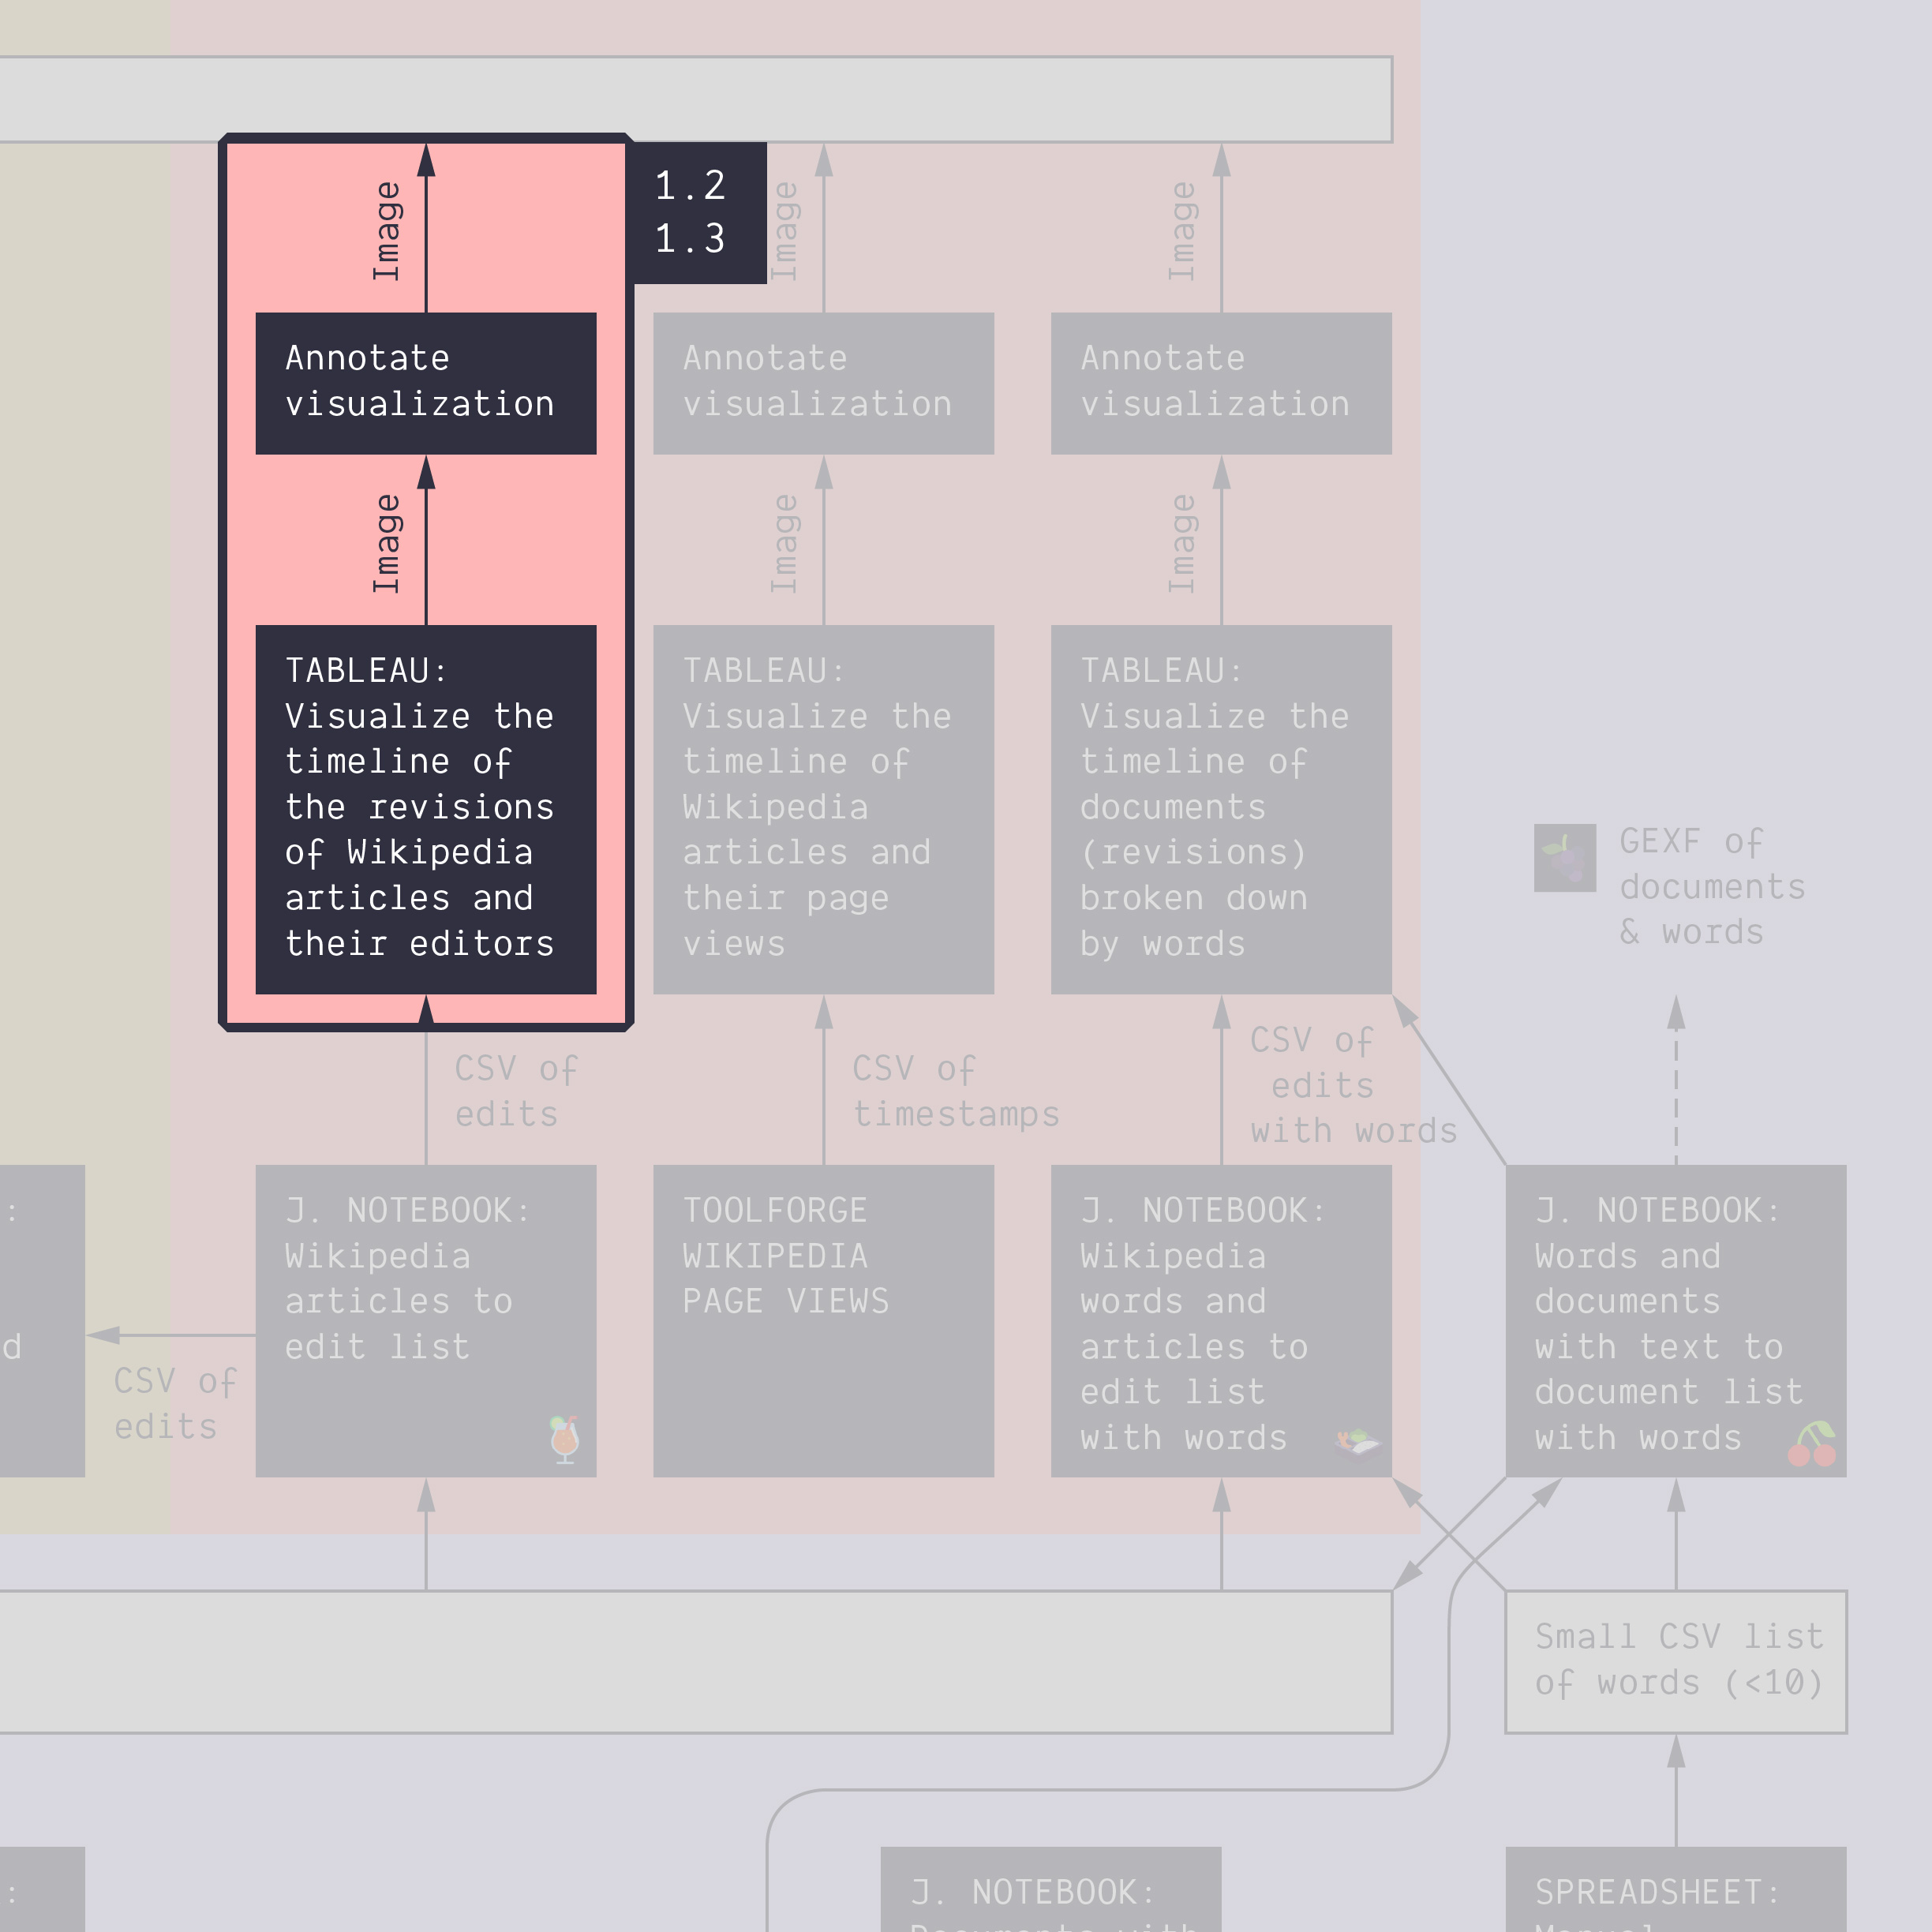 1.2
1.3
Image
Image
Image
Annotate
visualization
Annotate
visualization
Annotate
visualization
Image
Image
Image
TABLEAU:
Visualize the
timeline of
the revisions
of Wikipedia
articles and
their editors
TABLEAU:
Visualize the
timeline of
Wikipedia
articles and
their page
views
TABLEAU:
Visualize the
timeline of
documents
(revisions)
broken down
by words
GEXF of
documents
& words
CSV of
edits
CSV of
timestamps
CSV of
edits
with words
:
d
CSV of
edits
J. NOTEBOOK:
Wikipedia
articles to
edit list
TOOLFORGE
WIKIPEDIA
PAGE VIEWS
J. NOTEBOOK:
Wikipedia
words and
articles to
edit list
with words
J. NOTEBOOK:
Words and
documents
with text to
document list
with words
Small CSV list
of words (<10)
:
J. NOTEBOOK:
Documents with
SPREADSHEET:
Manual